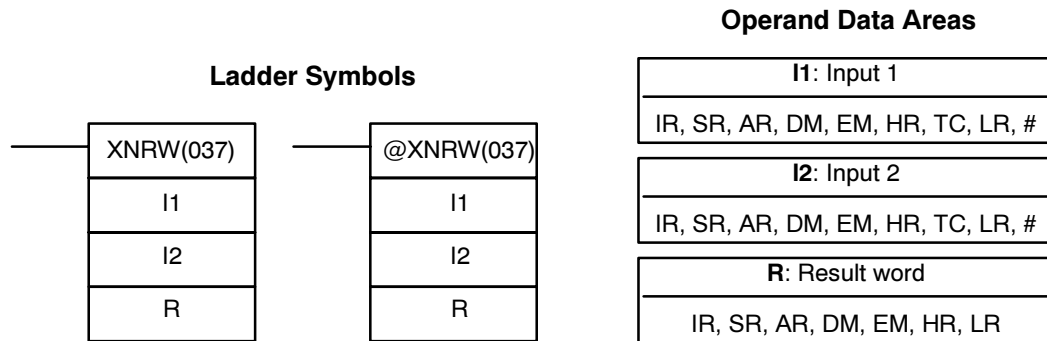 Ladder Symbols
XNRW(037)
I1
I2
R
@XNRW(037)
I1
I2
R
Operand Data Areas
I1: Input 1
IR, SR, AR, DM, EM, HR, TC, LR, #
I2: Input 2
IR, SR, AR, DM, EM, HR, TC, LR, #
R: Result word
IR, SR, AR, DM, EM, HR, LR